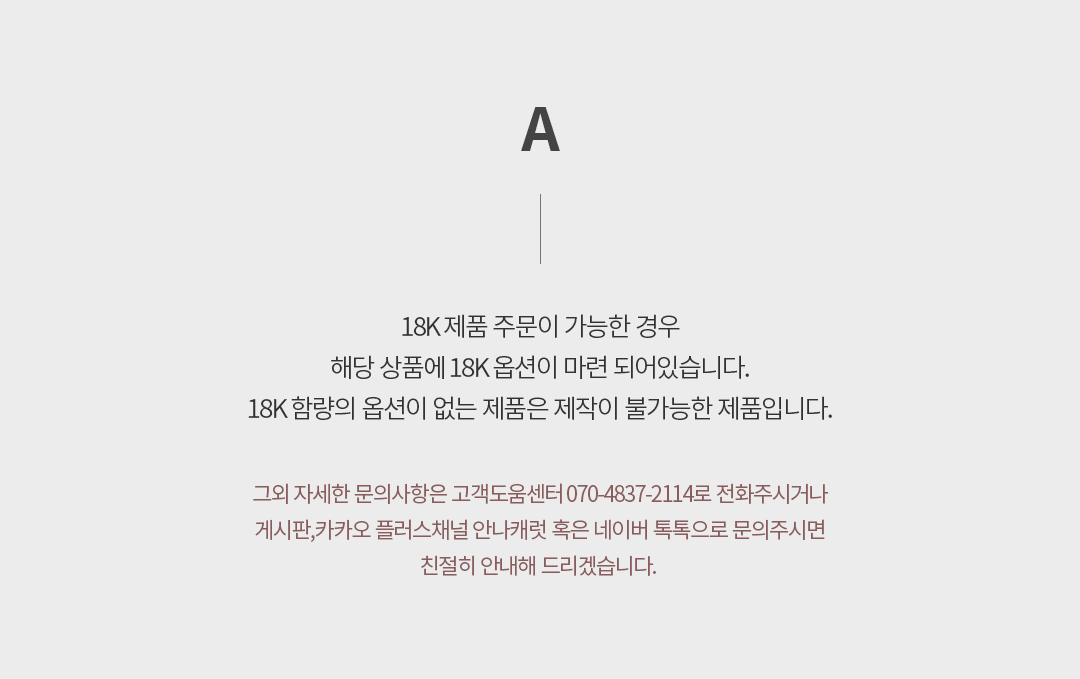 A
18K 제품 주문이 가능한 경우
해당 상품에 18K 옵션이 마련 되어있습니다.
18K 함량의 옵션이 없는 제품은 제작이 불가능한 제품입니다.
그외 자세한 문의사항은 고객도움센터 070-4837-2114로 전화주시거나
게시판,카카오 플러스채널 안나캐럿 혹은 네이버 톡톡으로 문의주시면
친절히 안내해 드리겠습니다.